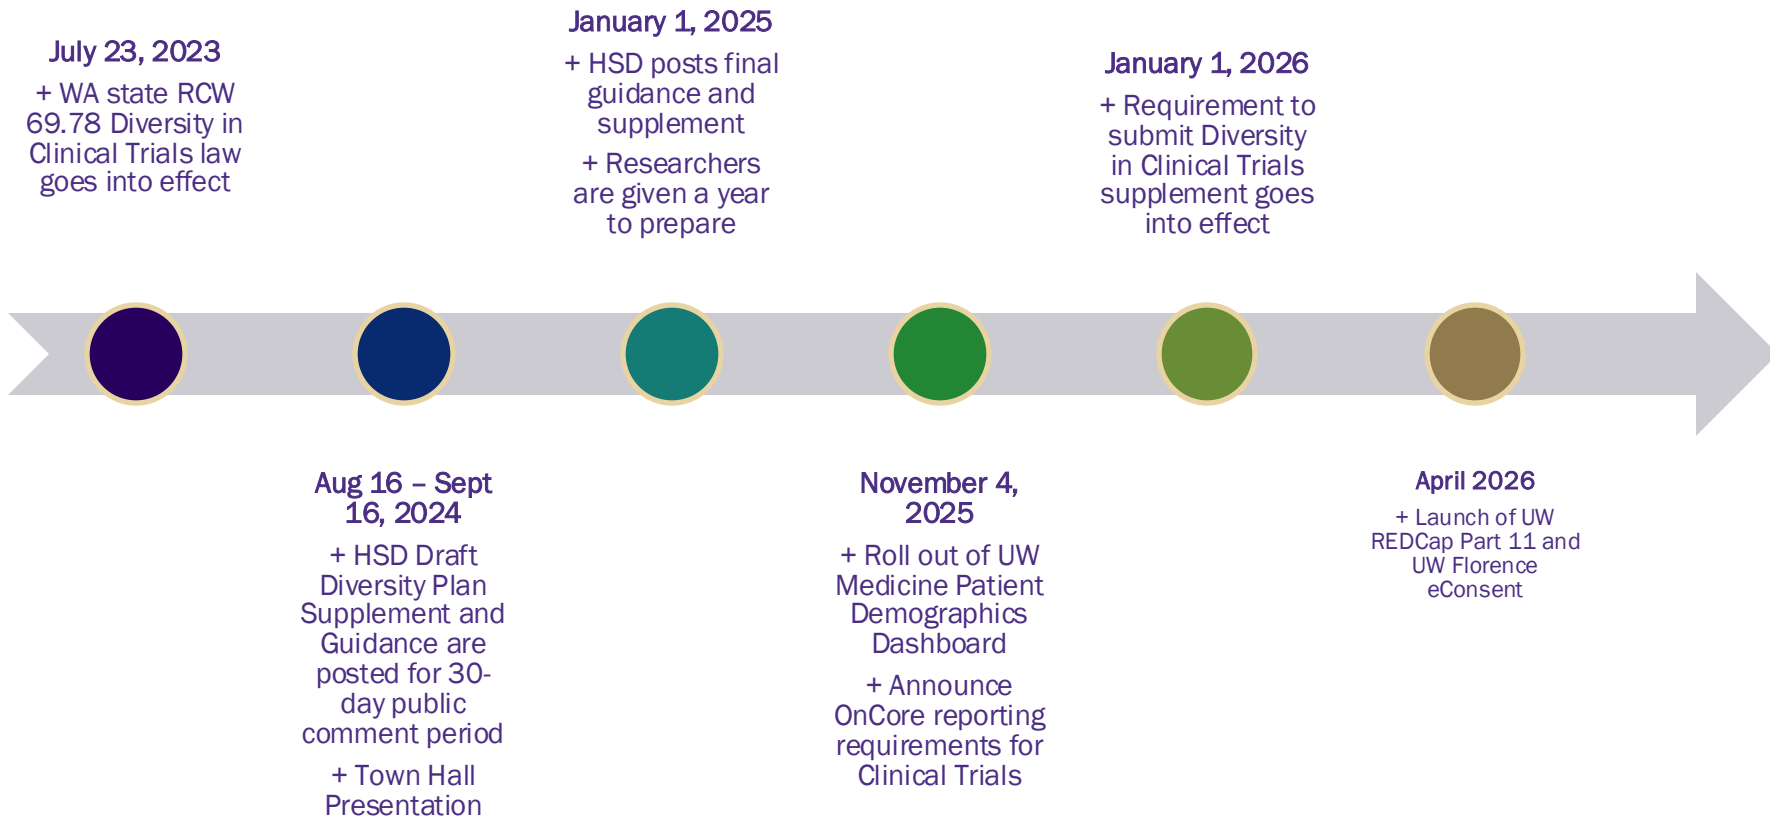 July 23, 2023
+ WA state RCW
69.78 Diversity in
Clinical Trials law
goes into effect
Aug 16 – Sept
16, 2024
+ HSD Draft
Diversity Plan
Supplement and
Guidance are
posted for 30-
day public
comment period
+ Town Hall
Presentation
January 1, 2025
+ HSD posts final
guidance and
supplement
+ Researchers
are given a year
to prepare
November 4,
2025
+ Roll out of UW
Medicine Patient
Demographics
Dashboard
+ Announce
OnCore reporting
requirements for
Clinical Trials
January 1, 2026
+ Requirement to
submit Diversity
in Clinical Trials
supplement goes
into effect
April 2026
+ Launch of UW
REDCap Part 11 and
UW Florence
eConsent